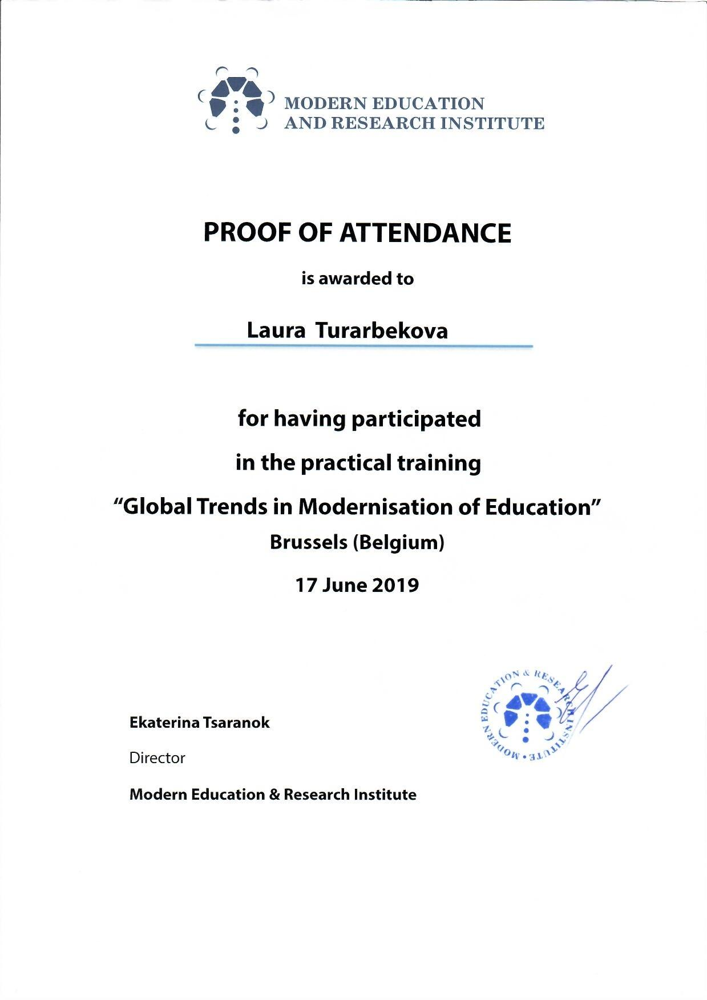 MODERN EDUCATION
AND RESEARCH INSTITUTE
PROOF OF ATTENDANCE
is awarded to
Laura Turarbekova
for having participated
in the practical training
“Global Trends in Modernisation of Education”
Brussels (Belgium)
17 June 2019
MODERN EDUCATION & RESEARCH INSTITUTE •
Ekaterina Tsaranok
Director
Modern Education & Research Institute